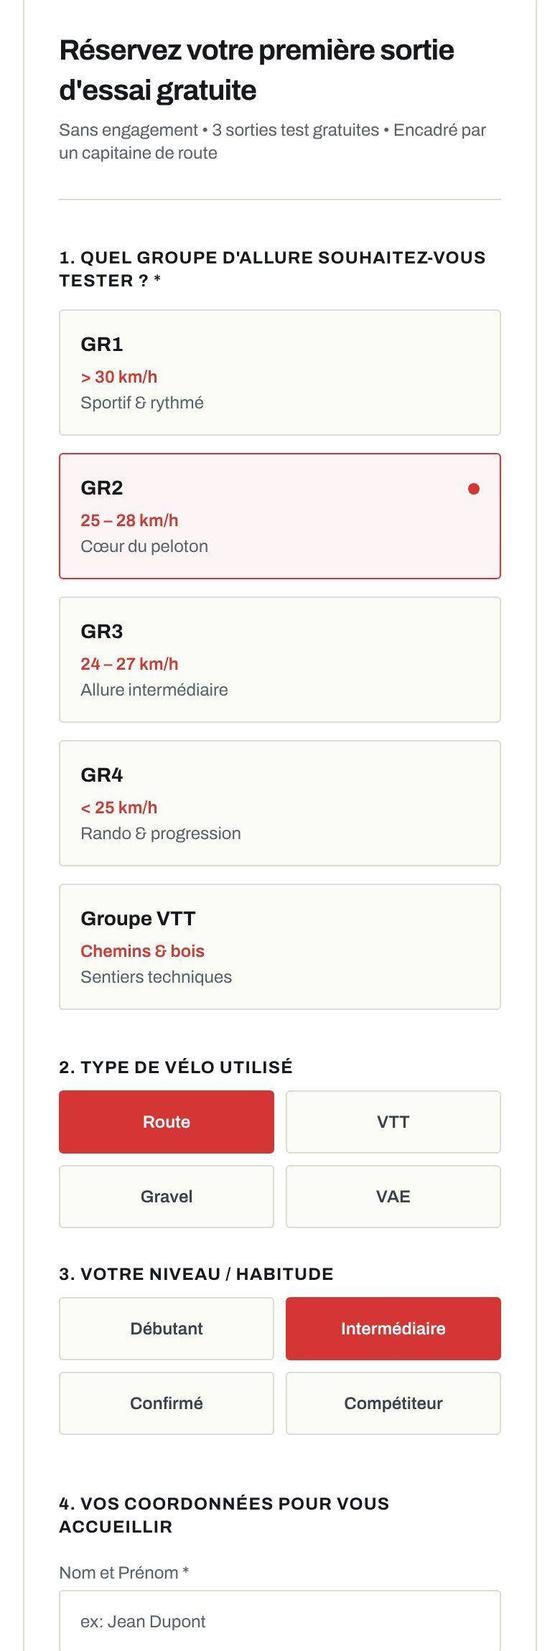 Réservez votre première sortie
d'essai gratuite
Sans engagement • 3 sorties test gratuites • Encadré par
un capitaine de route
1. QUEL GROUPE D'ALLURE SOUHAITEZ-VOUS
TESTER ? *
GR1
> 30 km/h
Sportif & rythmé
GR2
25 – 28 km/h
Cœur du peloton
GR3
24 – 27 km/h
Allure intermédiaire
GR4
< 25 km/h
Rando & progression
Groupe VTT
Chemins & bois
Sentiers techniques
2. TYPE DE VÉLO UTILISÉ
Route
VTT
Gravel
VAE
3. VOTRE NIVEAU / HABITUDE
Débutant
Intermédiaire
Confirmé
Compétiteur
4. VOS COORDONNÉES POUR VOUS
ACCUEILLIR
Nom et Prénom *
ex: Jean Dupont